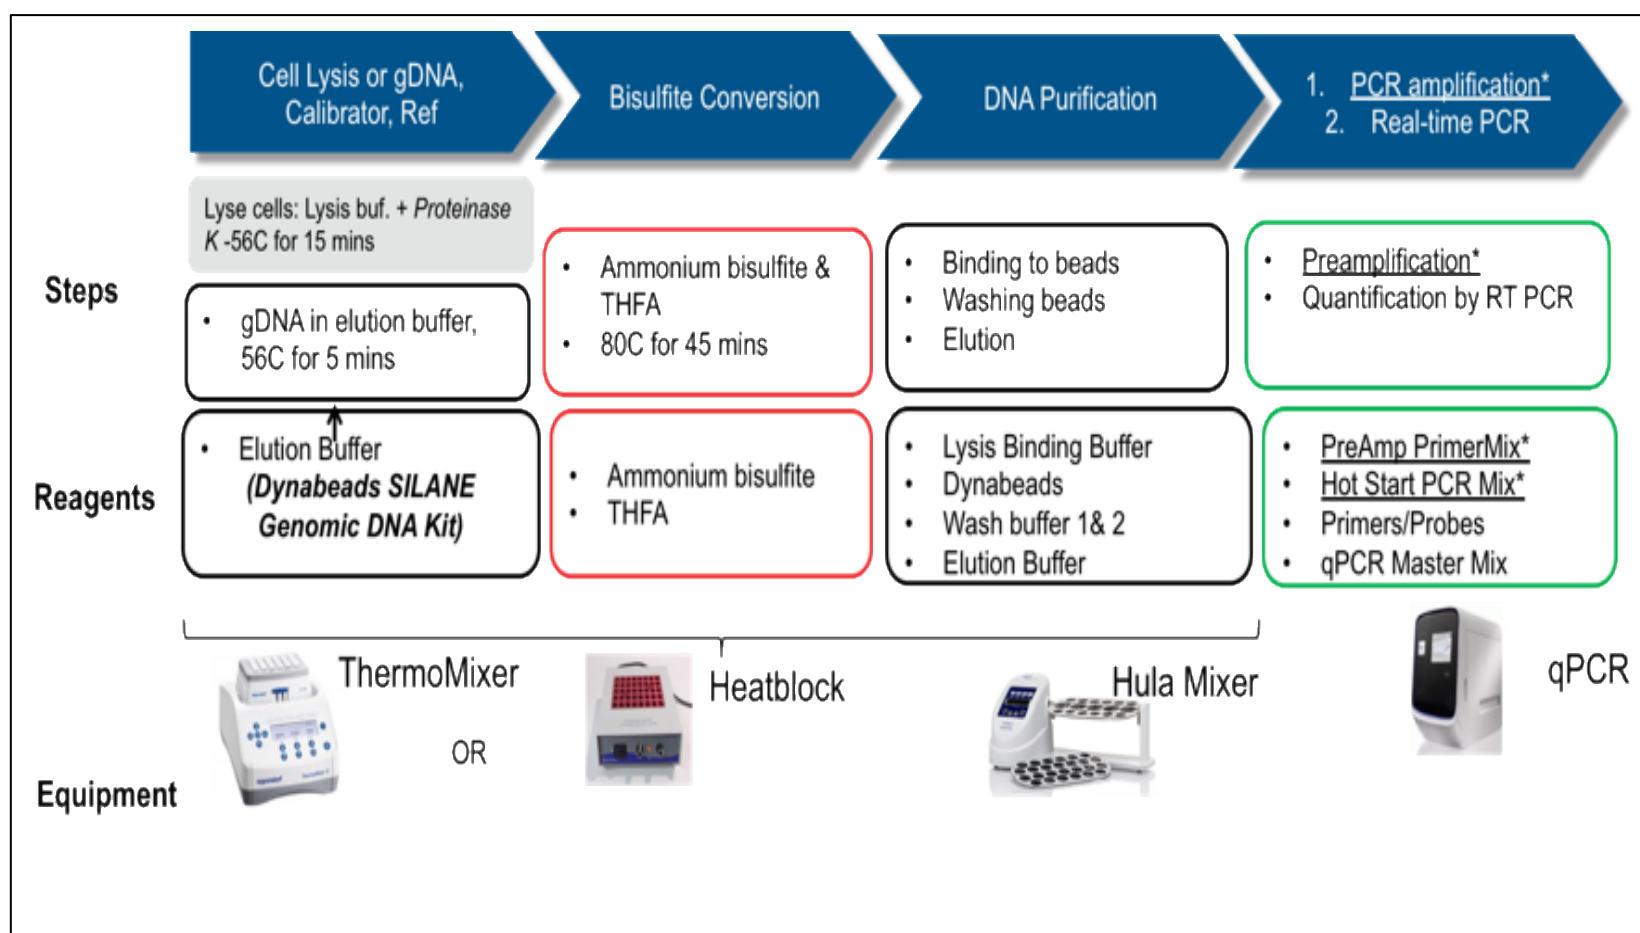 Cell Lysis or gDNA,
Calibrator, Ref
Bisulfite Conversion
DNA Purification
1. PCR amplification*
2. Real-time PCR
Steps
Lyse cells: Lysis buf. + Proteinase
K -56C for 15 mins
• gDNA in elution buffer,
56C for 5 mins
• Ammonium bisulfite &
THFA
• 80C for 45 mins
• Binding to beads
• Washing beads
• Elution
• Preamplification*
• Quantification by RT PCR
Reagents
• Elution Buffer
(Dynabeads SILANE
Genomic DNA Kit)
• Ammonium bisulfite
• THFA
• Lysis Binding Buffer
• Dynabeads
• Wash buffer 1& 2
• Elution Buffer
• PreAmp PrimerMix*
• Hot Start PCR Mix*
• Primers/Probes
• qPCR Master Mix
Equipment
ThermoMixer
OR
Heatblock
Hula Mixer
qPCR